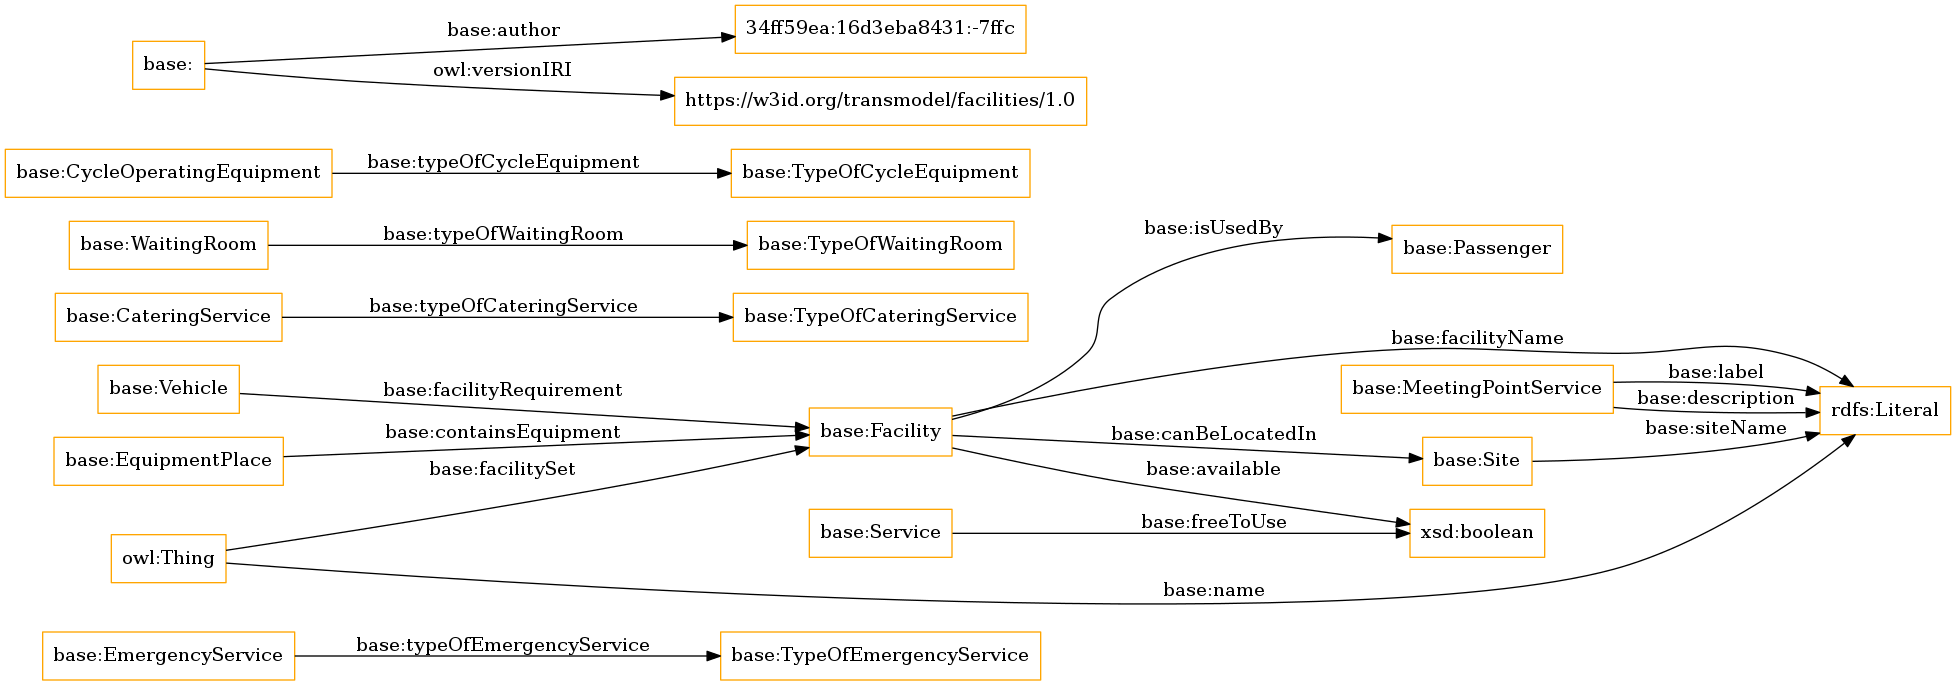 base:author
34ff59ea:16d3eba8431:-7ffc
base:
owl:versionIRI
https://w3id.org/transmodel/facilities/1.0
base:CycleOperatingEquipment
base:typeOfCycleEquipment
base:TypeOfCycleEquipment
base:WaitingRoom
base:typeOfWaitingRoom
base:TypeOfWaitingRoom
base:isUsedBy
base:Passenger
base:CateringService
base:typeOfCateringService
base:TypeOfCateringService
base:facilityName
base:Vehicle
base:facilityRequirement
base:MeetingPointService
base:label
base:description
rdfs:Literal
base:EquipmentPlace
base:containsEquipment
base:Facility
base:canBeLocatedIn
base:Site
base:siteName
base:facilitySet
base:available
owl:Thing
base:Service
base:freeToUse
xsd:boolean
base:name
base:EmergencyService
base:typeOfEmergencyService
base:TypeOfEmergencyService